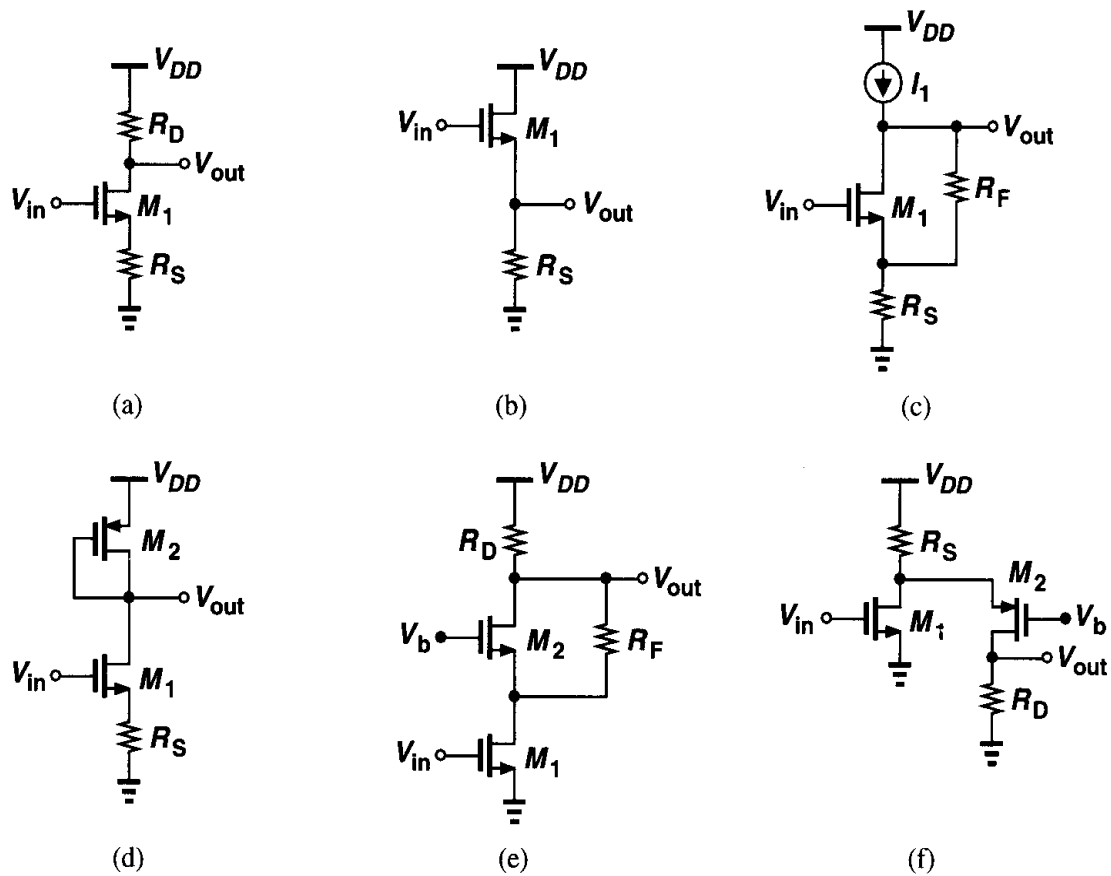 V_DD
R_D
V_out
V_in
M_1
R_S
(a)
V_DD
V_in
M_1
V_out
R_S
(b)
V_DD
I_1
V_out
V_in
M_1
R_F
R_S
(c)
V_DD
M_2
V_out
V_in
M_1
R_S
(d)
V_DD
R_D
V_out
V_b
M_2
R_F
V_in
M_1
(e)
V_DD
R_S
M_2
V_in
M_1
V_b
V_out
R_D
(f)